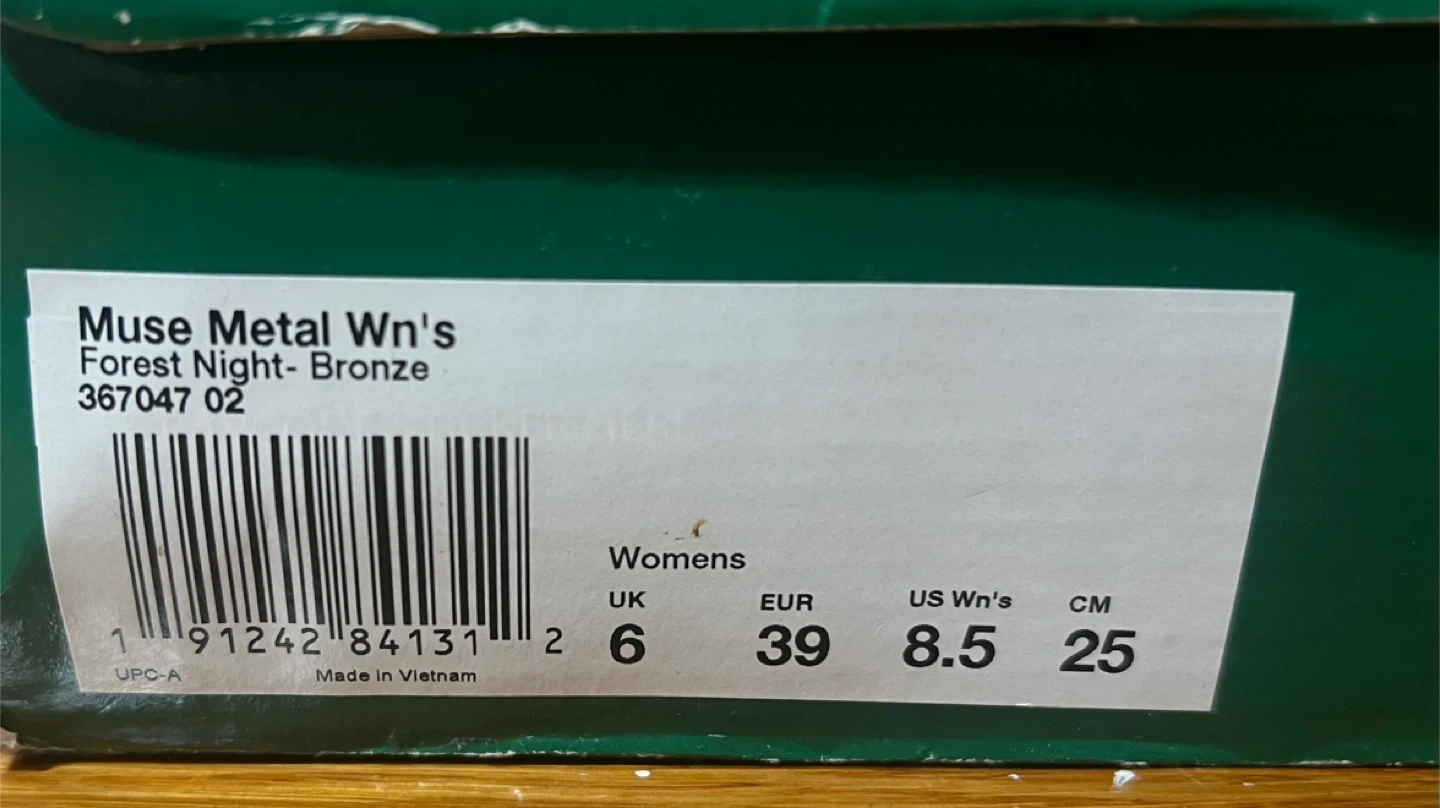 Muse Metal Wn's
Forest Night- Bronze
367047 02
1 91242 84131 2
UPC-A Made in Vietnam
Womens
UK EUR US Wn's CM
6 39 8.5 25